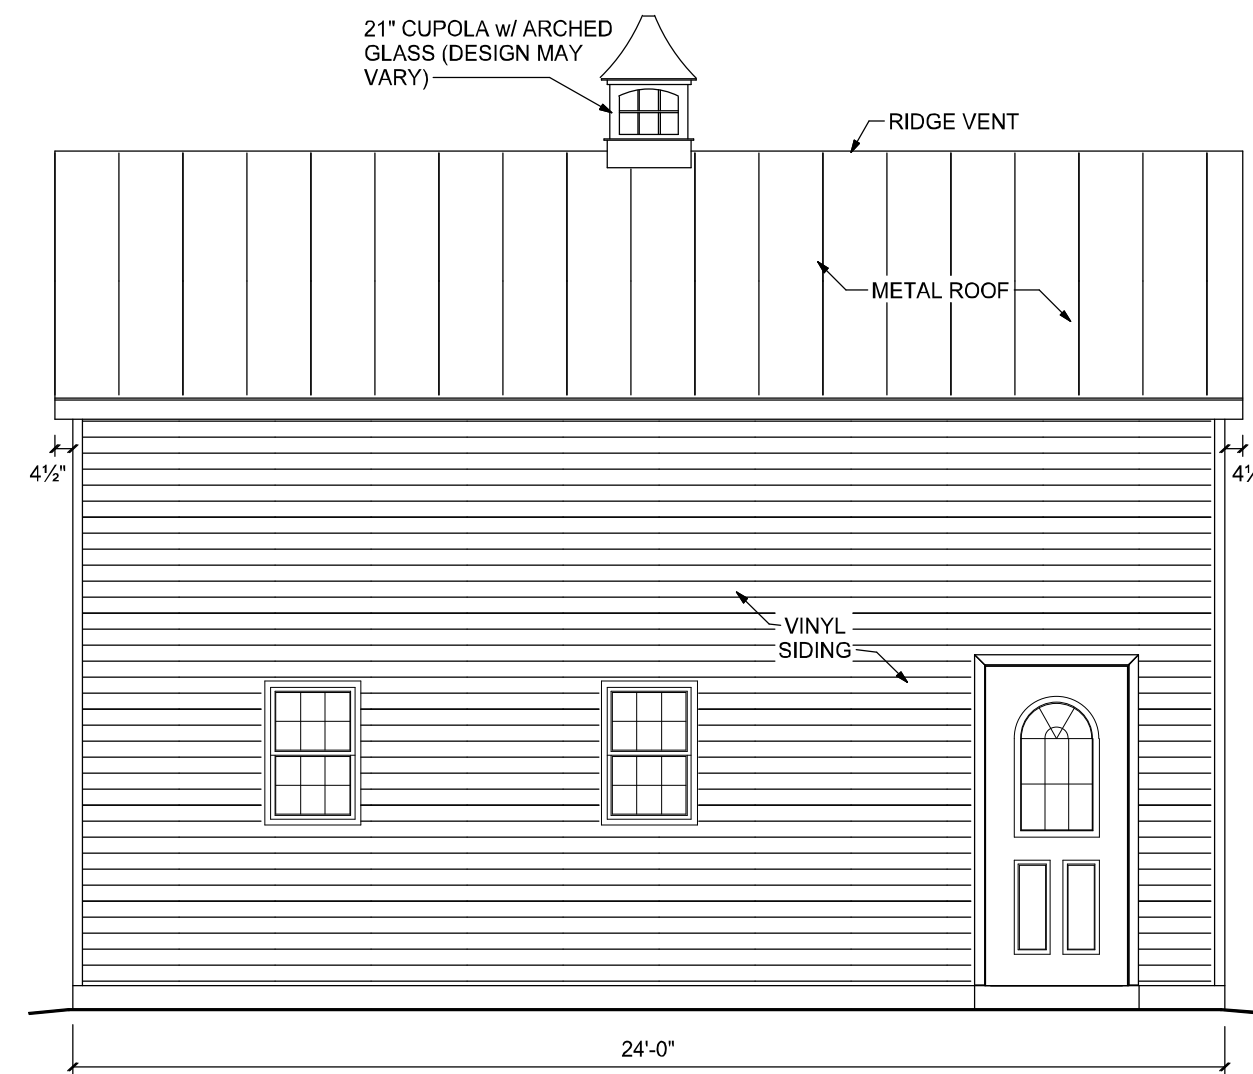 21" CUPOLA w/ ARCHED
GLASS (DESIGN MAY
VARY)
RIDGE VENT
METAL ROOF
4½"
VINYL
SIDING
24'-0"